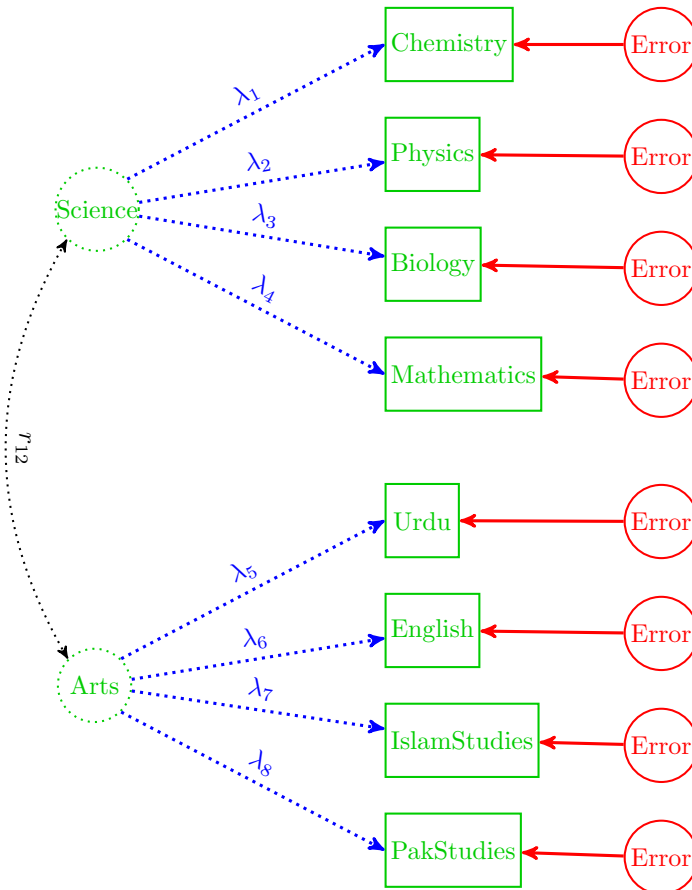 Chemistry
Error
λ1
Physics
Error
λ2
Science
λ3
Biology
Error
λ4
Mathematics
Error
r12
Urdu
Error
λ5
English
Error
λ6
Arts
λ7
IslamStudies
Error
λ8
PakStudies
Error